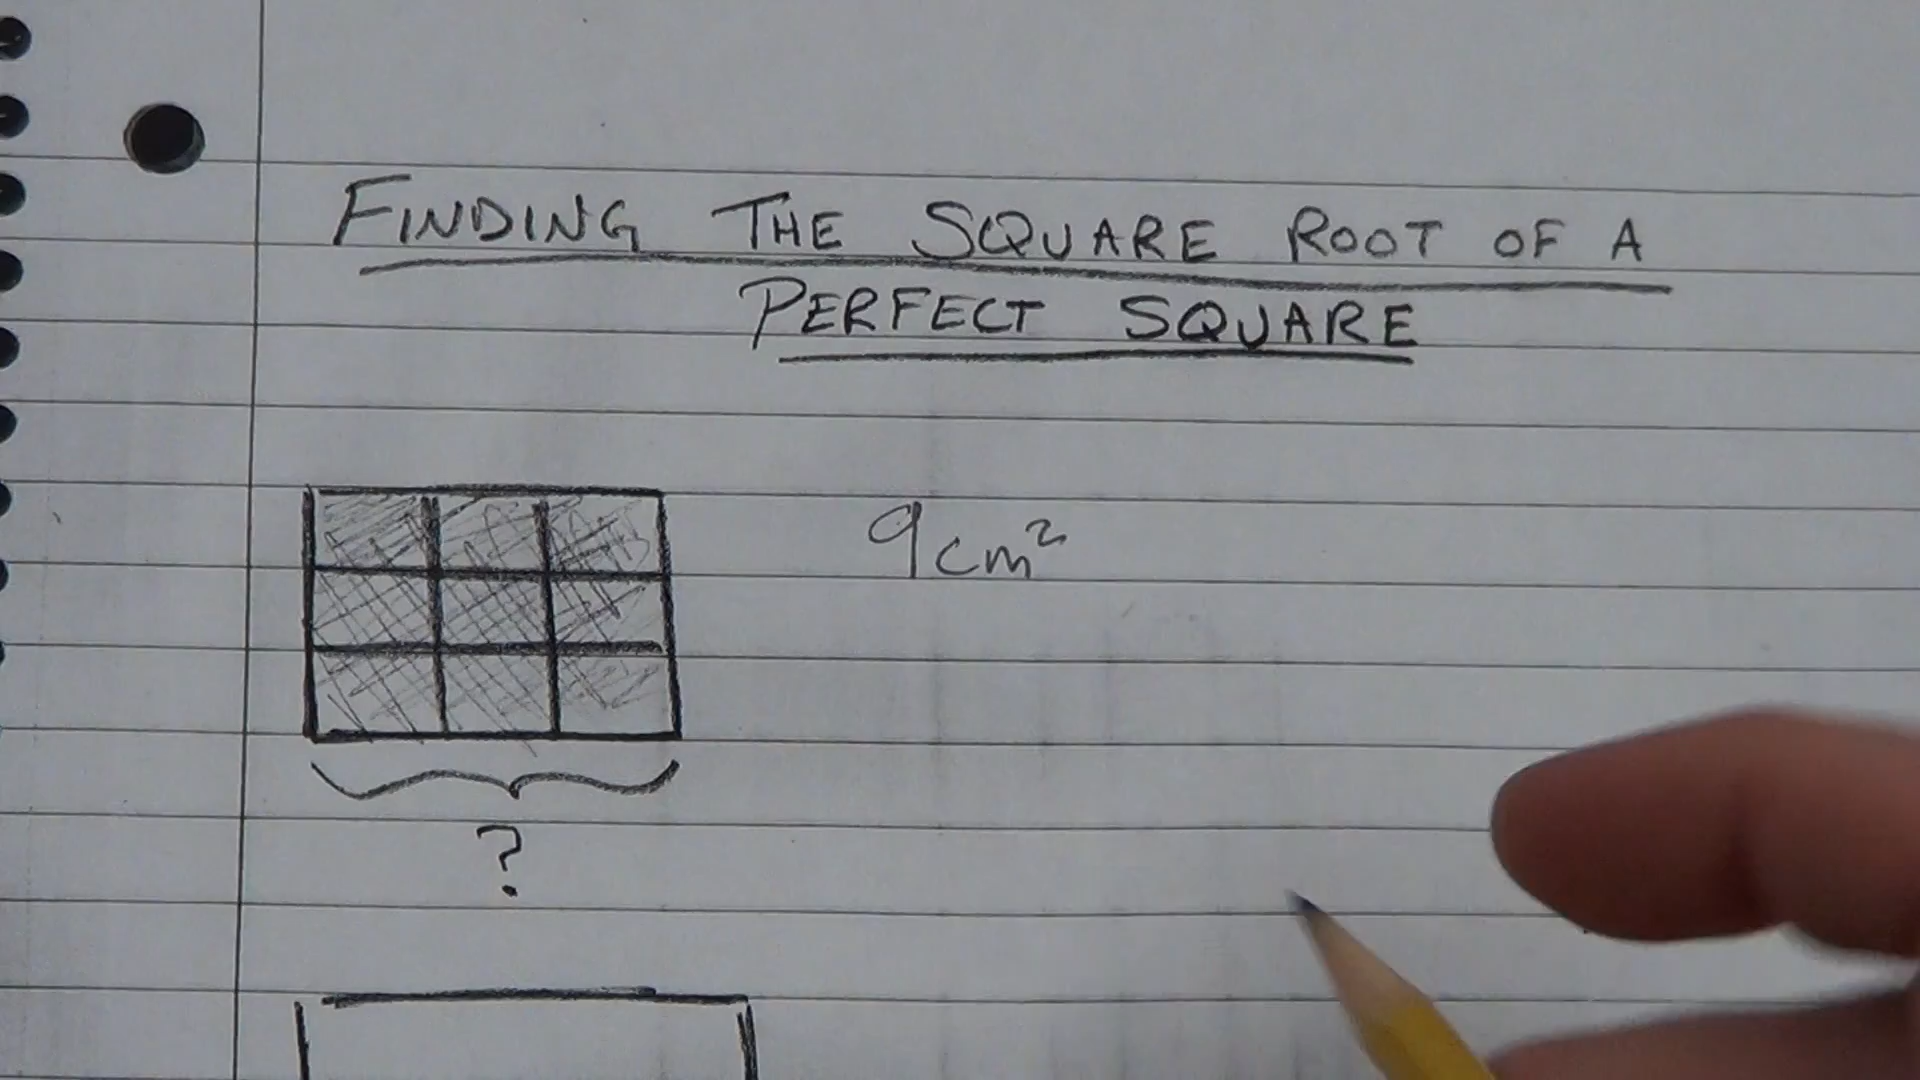 FINDING THE SQUARE ROOT OF A
PERFECT SQUARE
9cm²
?